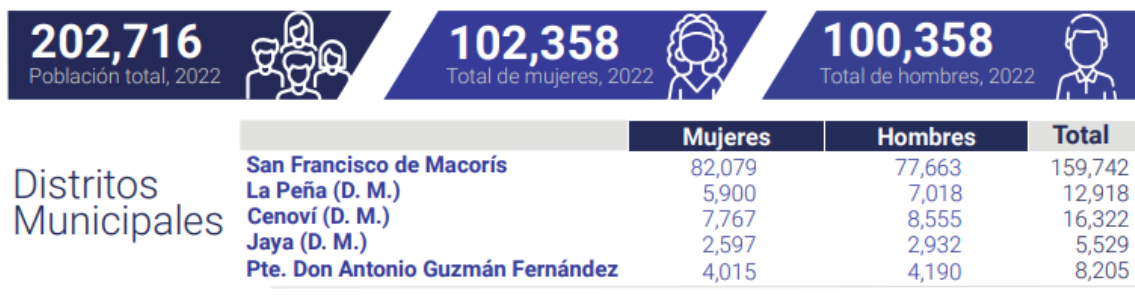 202,716
Población total, 2022
102,358
Total de mujeres, 2022
100,358
Total de hombres, 2022
Distritos
Municipales
Mujeres Hombres Total
San Francisco de Macorís 82,079 77,663 159,742
La Peña (D. M.) 5,900 7,018 12,918
Cenoví (D. M.) 7,767 8,555 16,322
Jaya (D. M.) 2,597 2,932 5,529
Pte. Don Antonio Guzmán Fernández 4,015 4,190 8,205